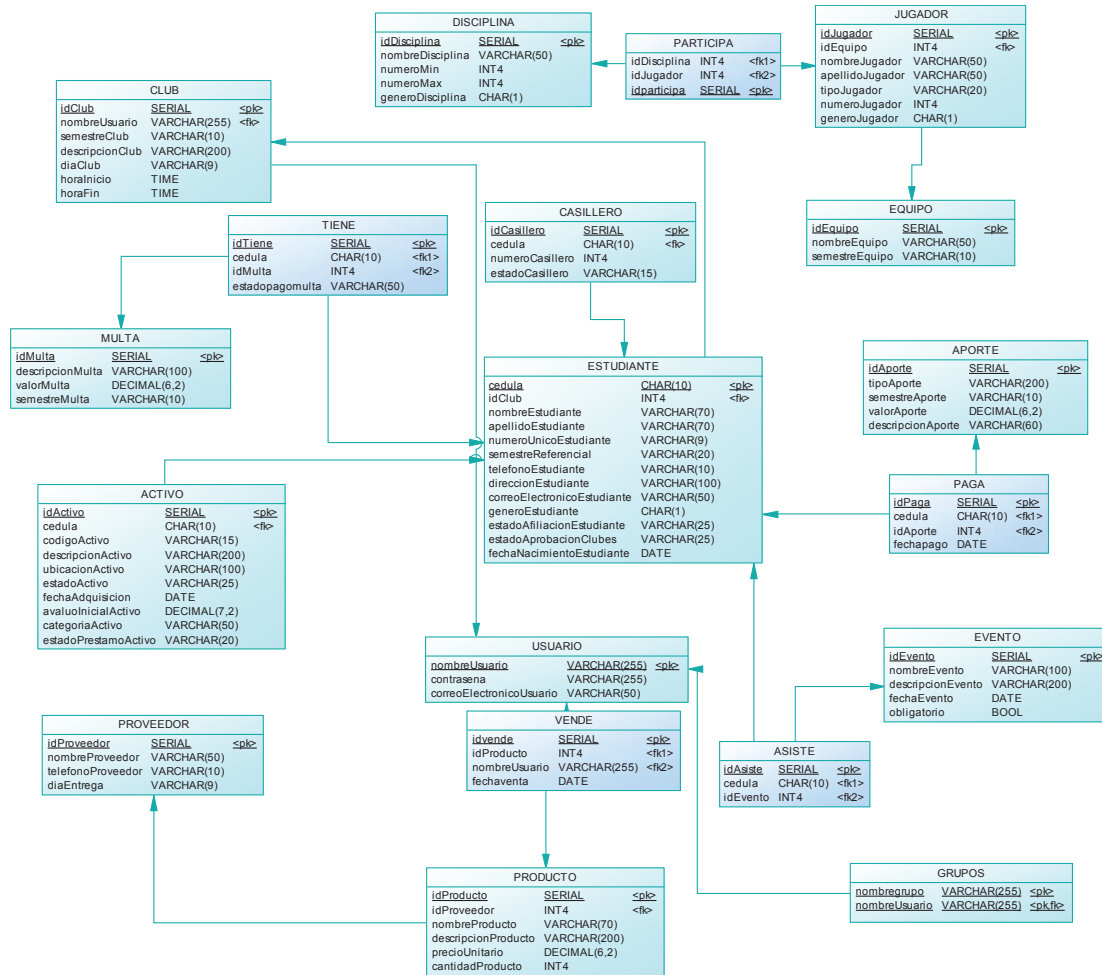 DISCIPLINA
idDisciplina SERIAL <pk>
nombreDisciplina VARCHAR(50)
numeroMin INT4
numeroMax INT4
generoDisciplina CHAR(1)
PARTICIPA
idDisciplina INT4 <fk1>
idJugador INT4 <fk2>
idparticipa SERIAL <pk>
JUGADOR
idJugador SERIAL <pk>
idEquipo INT4 <fk>
nombreJugador VARCHAR(50)
apellidoJugador VARCHAR(50)
tipoJugador VARCHAR(20)
numeroJugador INT4
generoJugador CHAR(1)
CLUB
idClub SERIAL <pk>
nombreUsuario VARCHAR(255) <fk>
semestreClub VARCHAR(10)
descripcionClub VARCHAR(200)
diaClub VARCHAR(9)
horaInicio TIME
horaFin TIME
TIENE
idTiene SERIAL <pk>
cedula CHAR(10) <fk1>
idMulta INT4 <fk2>
estadopagomulta VARCHAR(50)
CASILLERO
idCasillero SERIAL <pk>
cedula CHAR(10) <fk>
numeroCasillero INT4
estadoCasillero VARCHAR(15)
EQUIPO
idEquipo SERIAL <pk>
nombreEquipo VARCHAR(50)
semestreEquipo VARCHAR(10)
MULTA
idMulta SERIAL <pk>
descripcionMulta VARCHAR(100)
valorMulta DECIMAL(6,2)
semestreMulta VARCHAR(10)
ESTUDIANTE
cedula CHAR(10) <pk>
idClub INT4 <fk>
nombreEstudiante VARCHAR(70)
apellidoEstudiante VARCHAR(70)
numeroUnicoEstudiante VARCHAR(9)
semestreReferencial VARCHAR(20)
telefonoEstudiante VARCHAR(10)
direccionEstudiante VARCHAR(100)
correoElectronicoEstudiante VARCHAR(50)
generoEstudiante CHAR(1)
estadoAfiliacionEstudiante VARCHAR(25)
estadoAprobacionClubes VARCHAR(25)
fechaNacimientoEstudiante DATE
APORTE
idAporte SERIAL <pk>
tipoAporte VARCHAR(200)
semestreAporte VARCHAR(10)
valorAporte DECIMAL(6,2)
descripcionAporte VARCHAR(60)
PAGA
idPaga SERIAL <pk>
cedula CHAR(10) <fk1>
idAporte INT4 <fk2>
fechapago DATE
ACTIVO
idActivo SERIAL <pk>
cedula CHAR(10) <fk>
codigoActivo VARCHAR(15)
descripcionActivo VARCHAR(200)
ubicacionActivo VARCHAR(100)
estadoActivo VARCHAR(25)
fechaAdquisicion DATE
avaluoInicialActivo DECIMAL(7,2)
categoriaActivo VARCHAR(50)
estadoPrestamoActivo VARCHAR(20)
USUARIO
nombreUsuario VARCHAR(255) <pk>
contrasena VARCHAR(255)
correoElectronicoUsuario VARCHAR(50)
EVENTO
idEvento SERIAL <pk>
nombreEvento VARCHAR(100)
descripcionEvento VARCHAR(200)
fechaEvento DATE
obligatorio BOOL
PROVEEDOR
idProveedor SERIAL <pk>
nombreProveedor VARCHAR(50)
telefonoProveedor VARCHAR(10)
diaEntrega VARCHAR(9)
VENDE
idvende SERIAL <pk>
idProducto INT4 <fk1>
nombreUsuario VARCHAR(255) <fk2>
fechaventa DATE
ASISTE
idAsiste SERIAL <pk>
cedula CHAR(10) <fk1>
idEvento INT4 <fk2>
PRODUCTO
idProducto SERIAL <pk>
idProveedor INT4 <fk>
nombreProducto VARCHAR(70)
descripcionProducto VARCHAR(200)
precioUnitario DECIMAL(6,2)
cantidadProducto INT4
GRUPOS
nombregrupo VARCHAR(255) <pk>
nombreUsuario VARCHAR(255) <pk,fk>